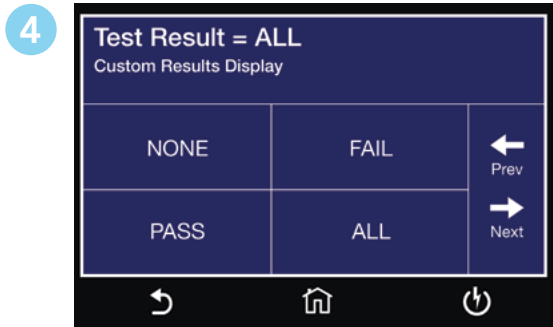 4
Test Result = ALL
Custom Results Display
NONE
FAIL
Prev
PASS
ALL
Next